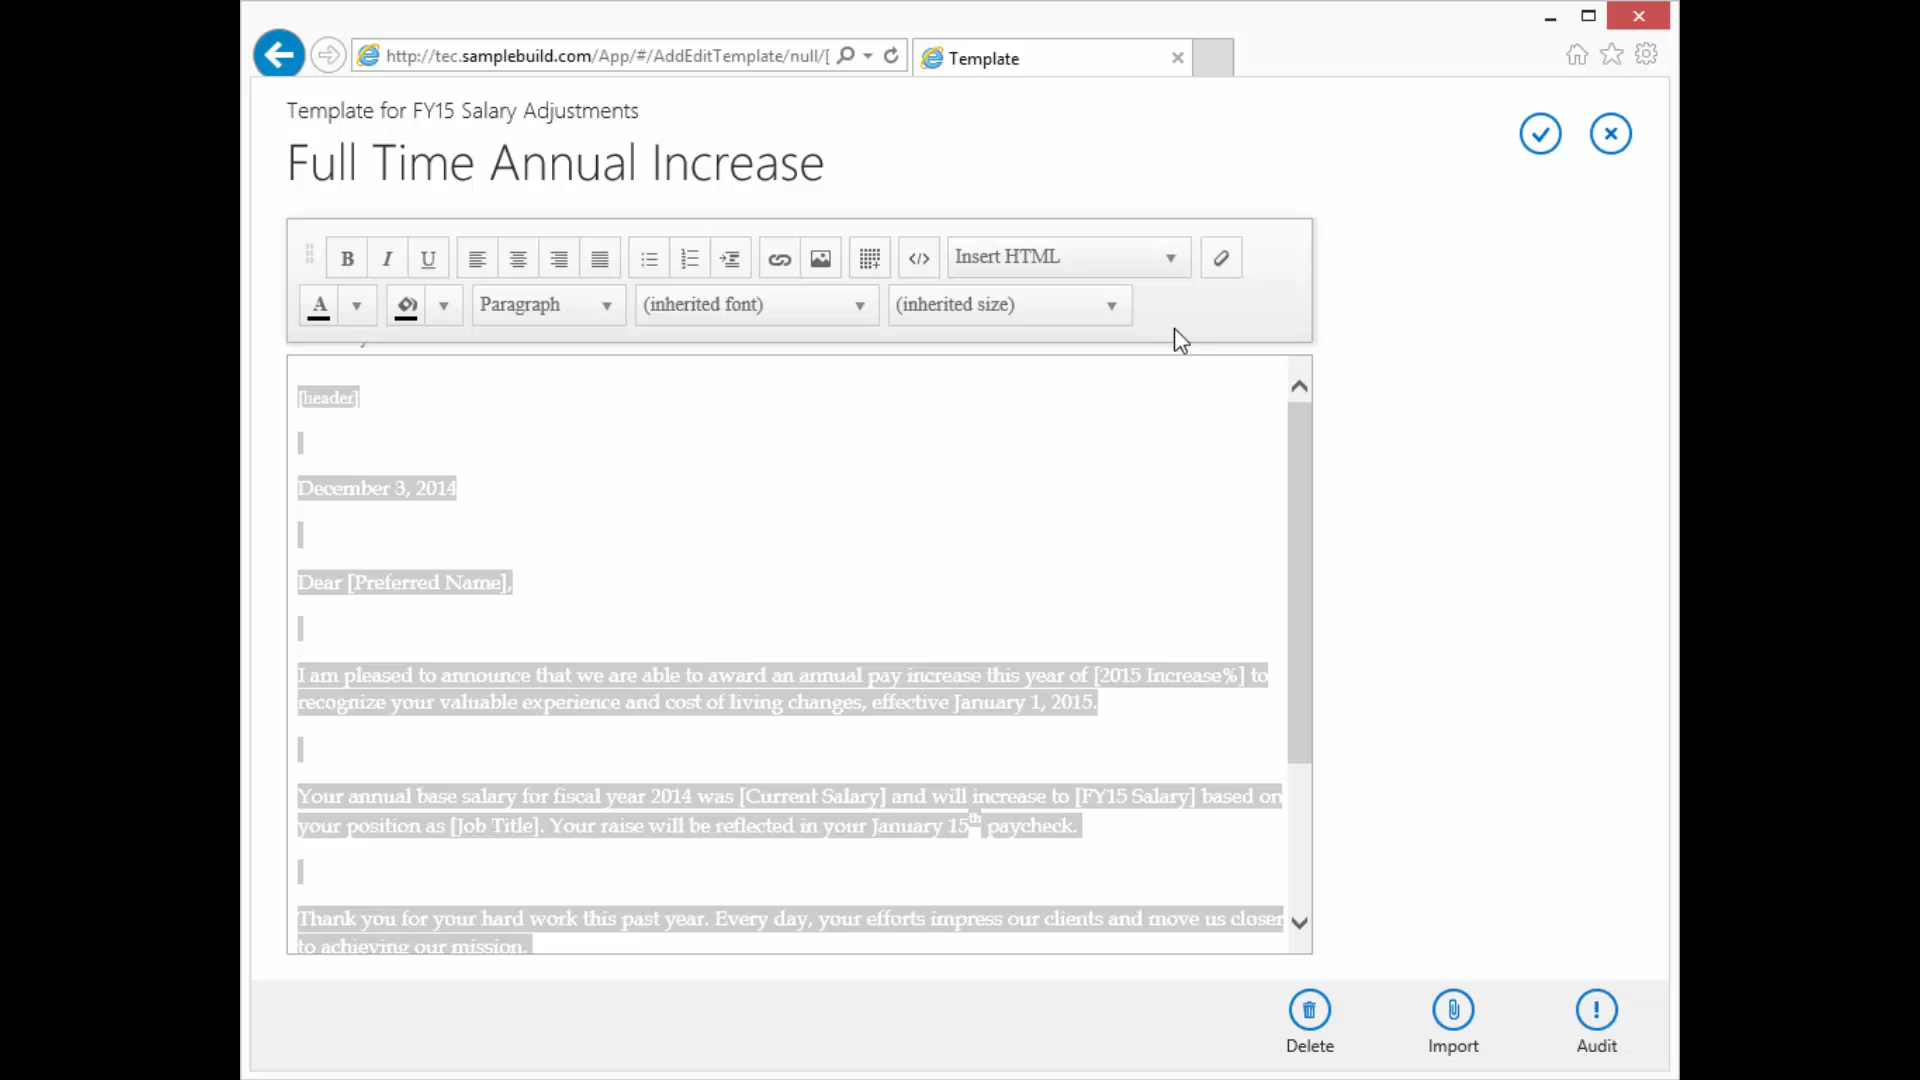 http://tec.samplebuild.com/App/#/AddEditTemplate/null/[
Template
Template for FY15 Salary Adjustments
Full Time Annual Increase
B I U
Insert HTML
A
Paragraph
(inherited font)
(inherited size)
[header]
December 3, 2014
Dear [Preferred Name],
I am pleased to announce that we are able to award an annual pay increase this year of [2015 Increase%] to
recognize your valuable experience and cost of living changes, effective January 1, 2015.
Your annual base salary for fiscal year 2014 was [Current Salary] and will increase to [FY15 Salary] based on
your position as [Job Title]. Your raise will be reflected in your January 15th paycheck.
Thank you for your hard work this past year. Every day, your efforts impress our clients and move us closer
to achieving our mission.
Delete
Import
Audit